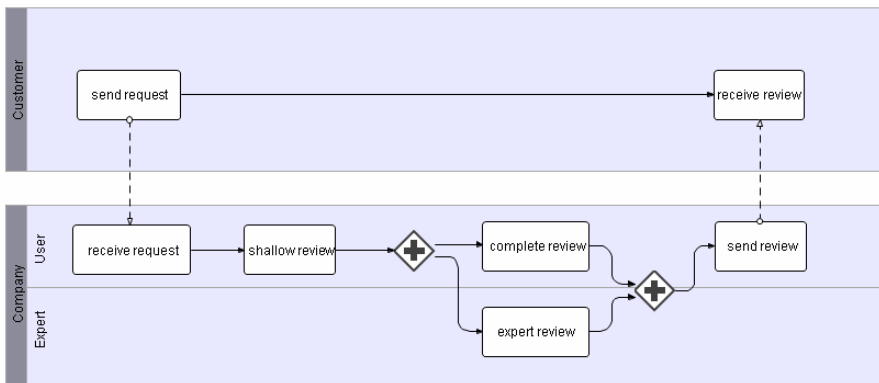 Customer
send request
receive review
Company
User
receive request
shallow review
complete review
send review
Expert
expert review